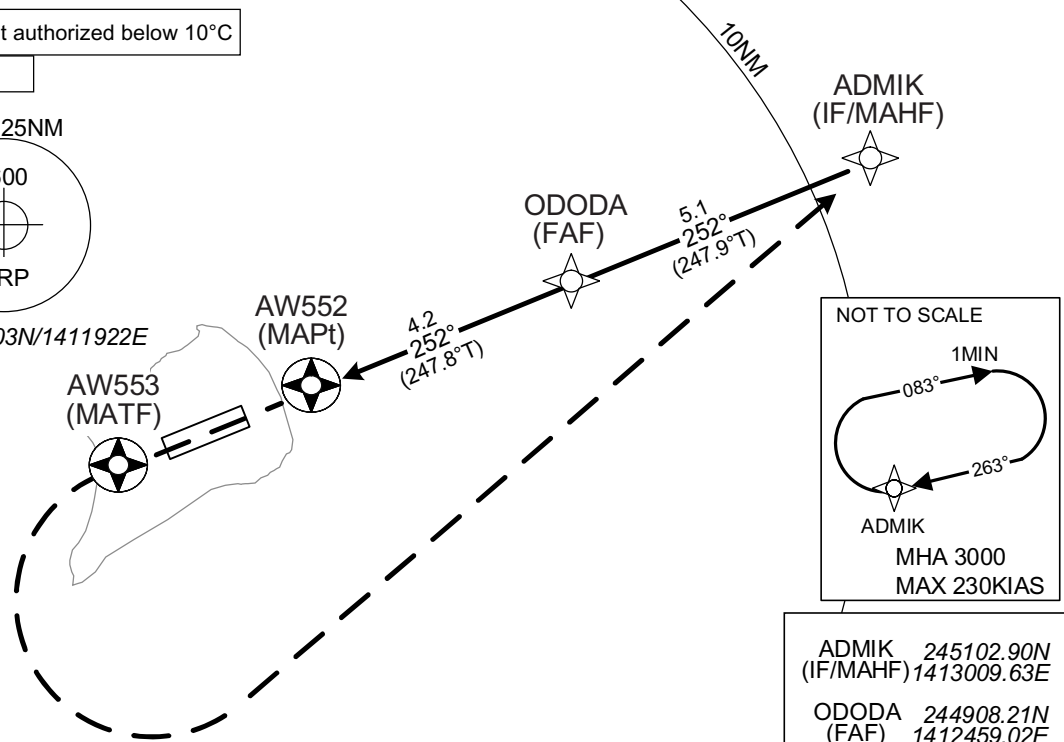 t authorized below 10°C
25NM
00
RP
03N/1411922E
10NM
ADMIK
(IF/MAHF)
5.1
252°
(247.9°T)
ODODA
(FAF)
4.2
252°
(247.8°T)
AW552
(MAPt)
AW553
(MATF)
NOT TO SCALE
1MIN
083°
263°
ADMIK
MHA 3000
MAX 230KIAS
ADMIK 245102.90N
(IF/MAHF) 1413009.63E
ODODA 244908.21N
(FAF) 1412459.02E